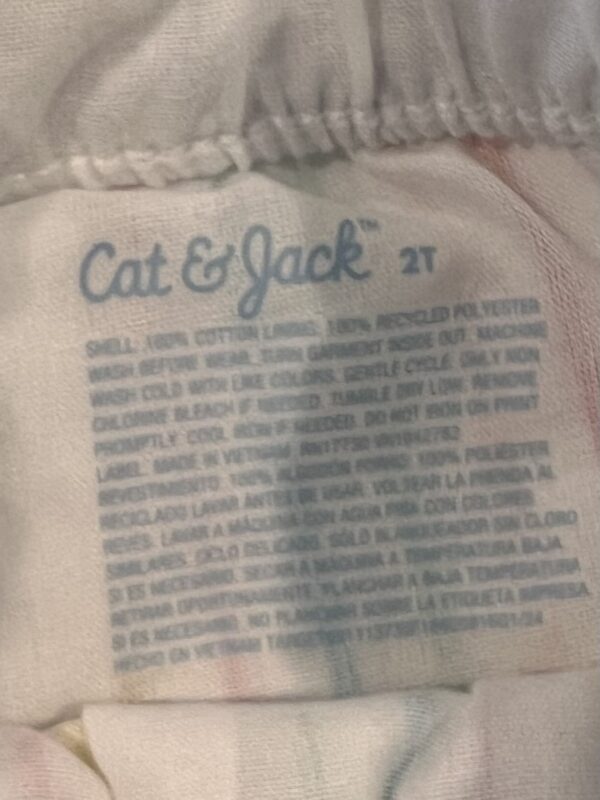 Cat & Jack™ 2T
SHELL: 100% COTTON LINING: 100% RECYCLED POLYESTER
WASH BEFORE WEAR. TURN GARMENT INSIDE OUT. MACHINE
WASH COLD WITH LIKE COLORS. GENTLE CYCLE. ONLY NON
CHLORINE BLEACH IF NEEDED. TUMBLE DRY LOW. REMOVE
PROMPTLY. COOL IRON IF NEEDED. DO NOT IRON ON PRINT
LABEL. MADE IN VIETNAM
REVESTIMIENTO: 100% ALGODÓN FORRO: 100% POLIÉSTER
RECICLADO LAVAR ANTES DE USAR. VOLTEAR LA PRENDA AL
REVÉS. LAVAR A MÁQUINA CON AGUA FRÍA CON COLORES
SIMILARES. CICLO DELICADO. SÓLO BLANQUEADOR SIN CLORO
SI ES NECESARIO. SECAR A MÁQUINA A TEMPERATURA BAJA.
RETIRAR OPORTUNAMENTE. PLANCHAR A BAJA TEMPERATURA
SI ES NECESARIO. NO PLANCHAR SOBRE LA ETIQUETA IMPRESA.
HECHO EN VIETNAM